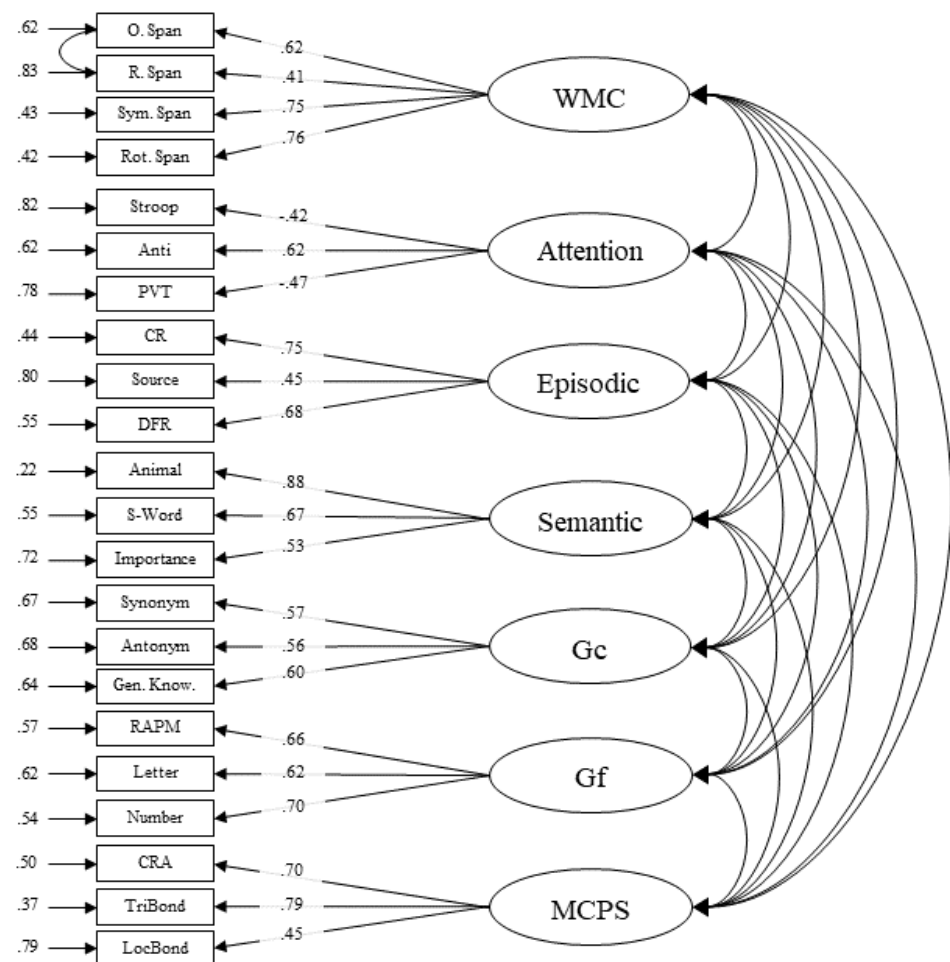 .62 O. Span .62
.83 R. Span .41
.43 Sym. Span .75
.42 Rot. Span .76
WMC
.82 Stroop -.42
.62 Anti .62
.78 PVT -.47
Attention
.44 CR .75
.80 Source .45
.55 DFR .68
Episodic
.22 Animal .88
.55 S-Word .67
.72 Importance .53
Semantic
.67 Synonym .57
.68 Antonym .56
.64 Gen. Know. .60
Gc
.57 RAPM .66
.62 Letter .62
.54 Number .70
Gf
.50 CRA .70
.37 TriBond .79
.79 LocBond .45
MCPS